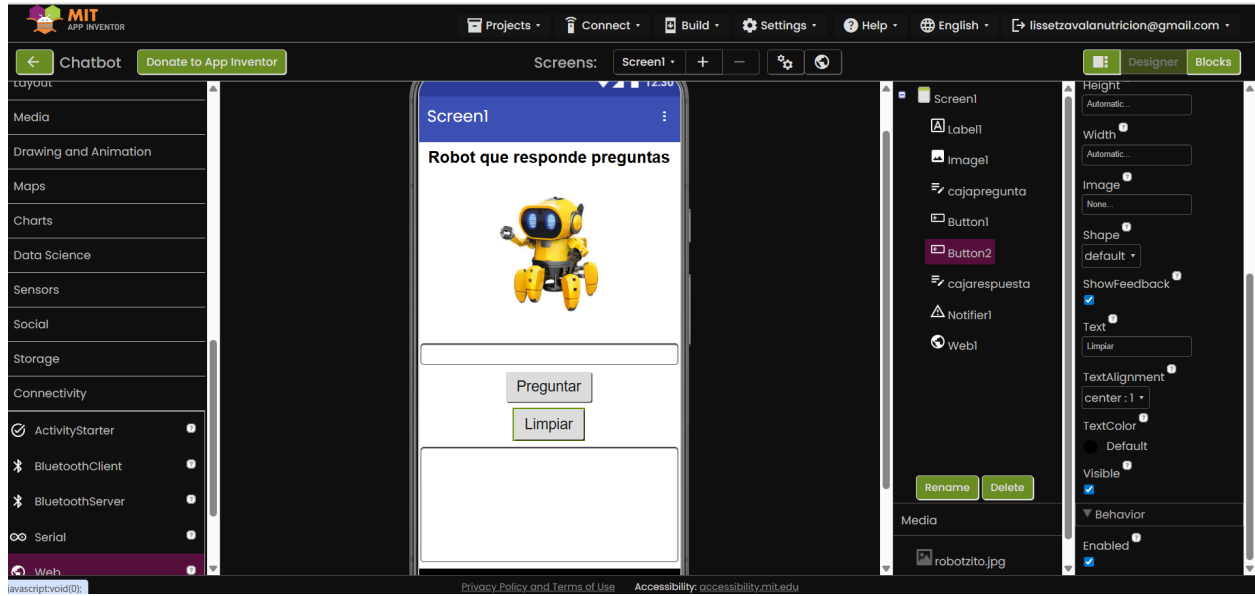 MIT
APP INVENTOR
Projects
Connect
Build
Settings
Help
English
lissetzavalanutricion@gmail.com
Chatbot
Donate to App Inventor
Screens:
Screen1
+
−
Designer
Blocks
Layout
Media
Drawing and Animation
Maps
Charts
Data Science
Sensors
Social
Storage
Connectivity
ActivityStarter
BluetoothClient
BluetoothServer
Serial
Web
javascript:void(0);
12:30
Screen1
Robot que responde preguntas
Preguntar
Limpiar
Screen1
Label1
Image1
cajapregunta
Button1
Button2
cajarespuesta
Notifier1
Web1
Rename
Delete
Media
robotzito.jpg
Height
Automatic...
Width
Automatic...
Image
None...
Shape
default
ShowFeedback
Text
Limpiar
TextAlignment
center : 1
TextColor
Default
Visible
Behavior
Enabled
Privacy Policy and Terms of Use
Accessibility: accessibility.mit.edu